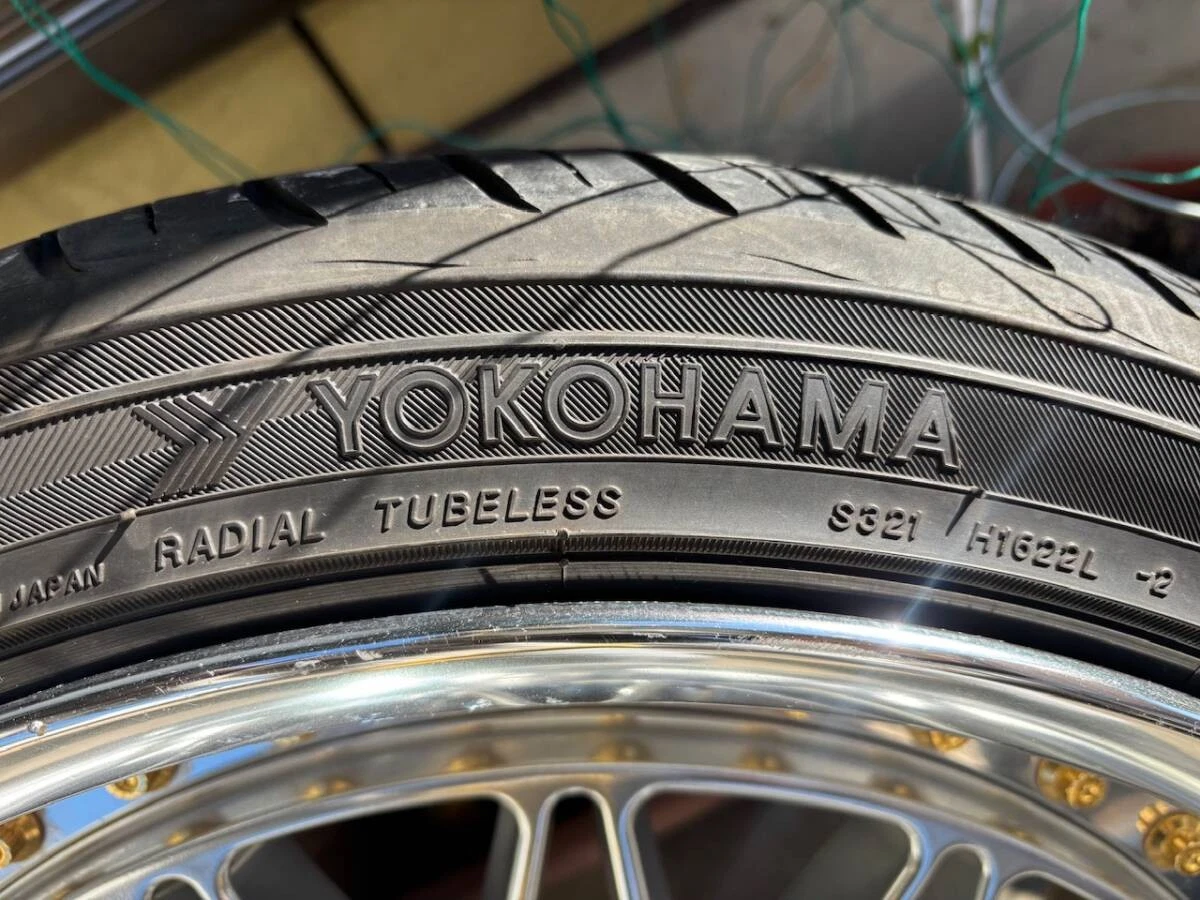 YOKOHAMA
JAPAN RADIAL TUBELESS S321 H1622L -2